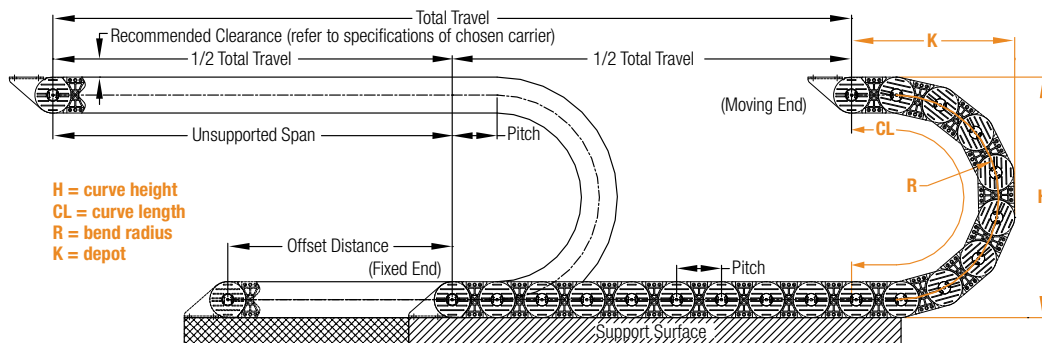 Total Travel
Recommended Clearance (refer to specifications of chosen carrier)
K
1/2 Total Travel
1/2 Total Travel
(Moving End)
Unsupported Span
Pitch
CL
R
H = curve height
CL = curve length
R = bend radius
K = depot
Offset Distance
(Fixed End)
Pitch
Support Surface